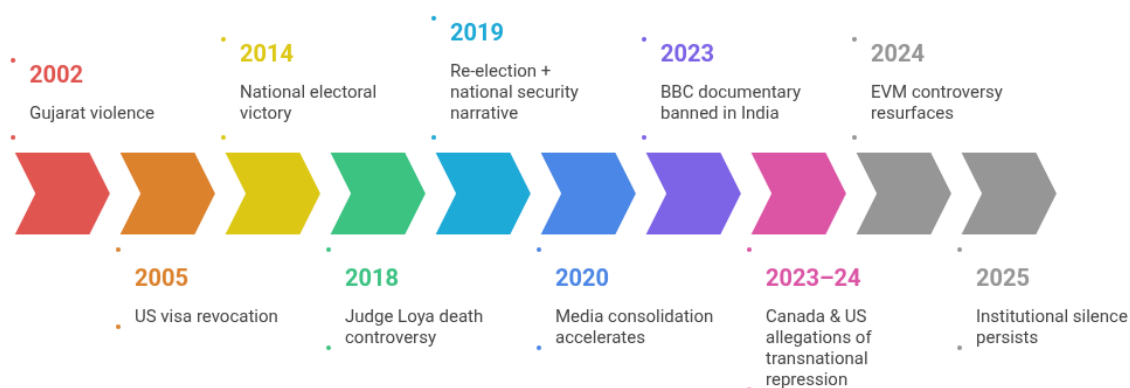 2002
Gujarat violence
2005
US visa revocation
2014
National electoral
victory
2018
Judge Loya death
controversy
2019
Re-election +
national security
narrative
2020
Media consolidation
accelerates
2023
BBC documentary
banned in India
2023–24
Canada & US
allegations of
transnational
repression
2024
EVM controversy
resurfaces
2025
Institutional silence
persists